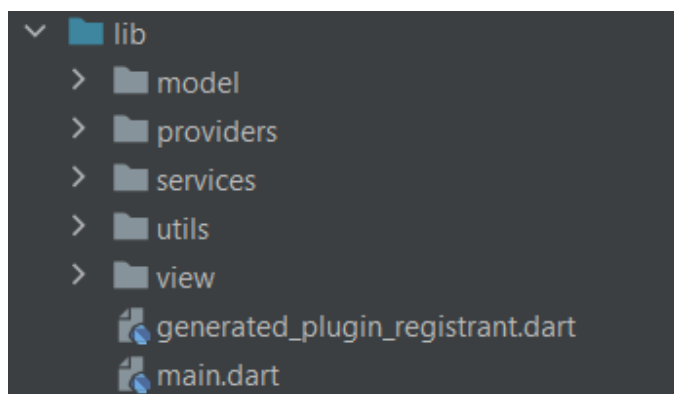 lib
model
providers
services
utils
view
generated_plugin_registrant.dart
main.dart